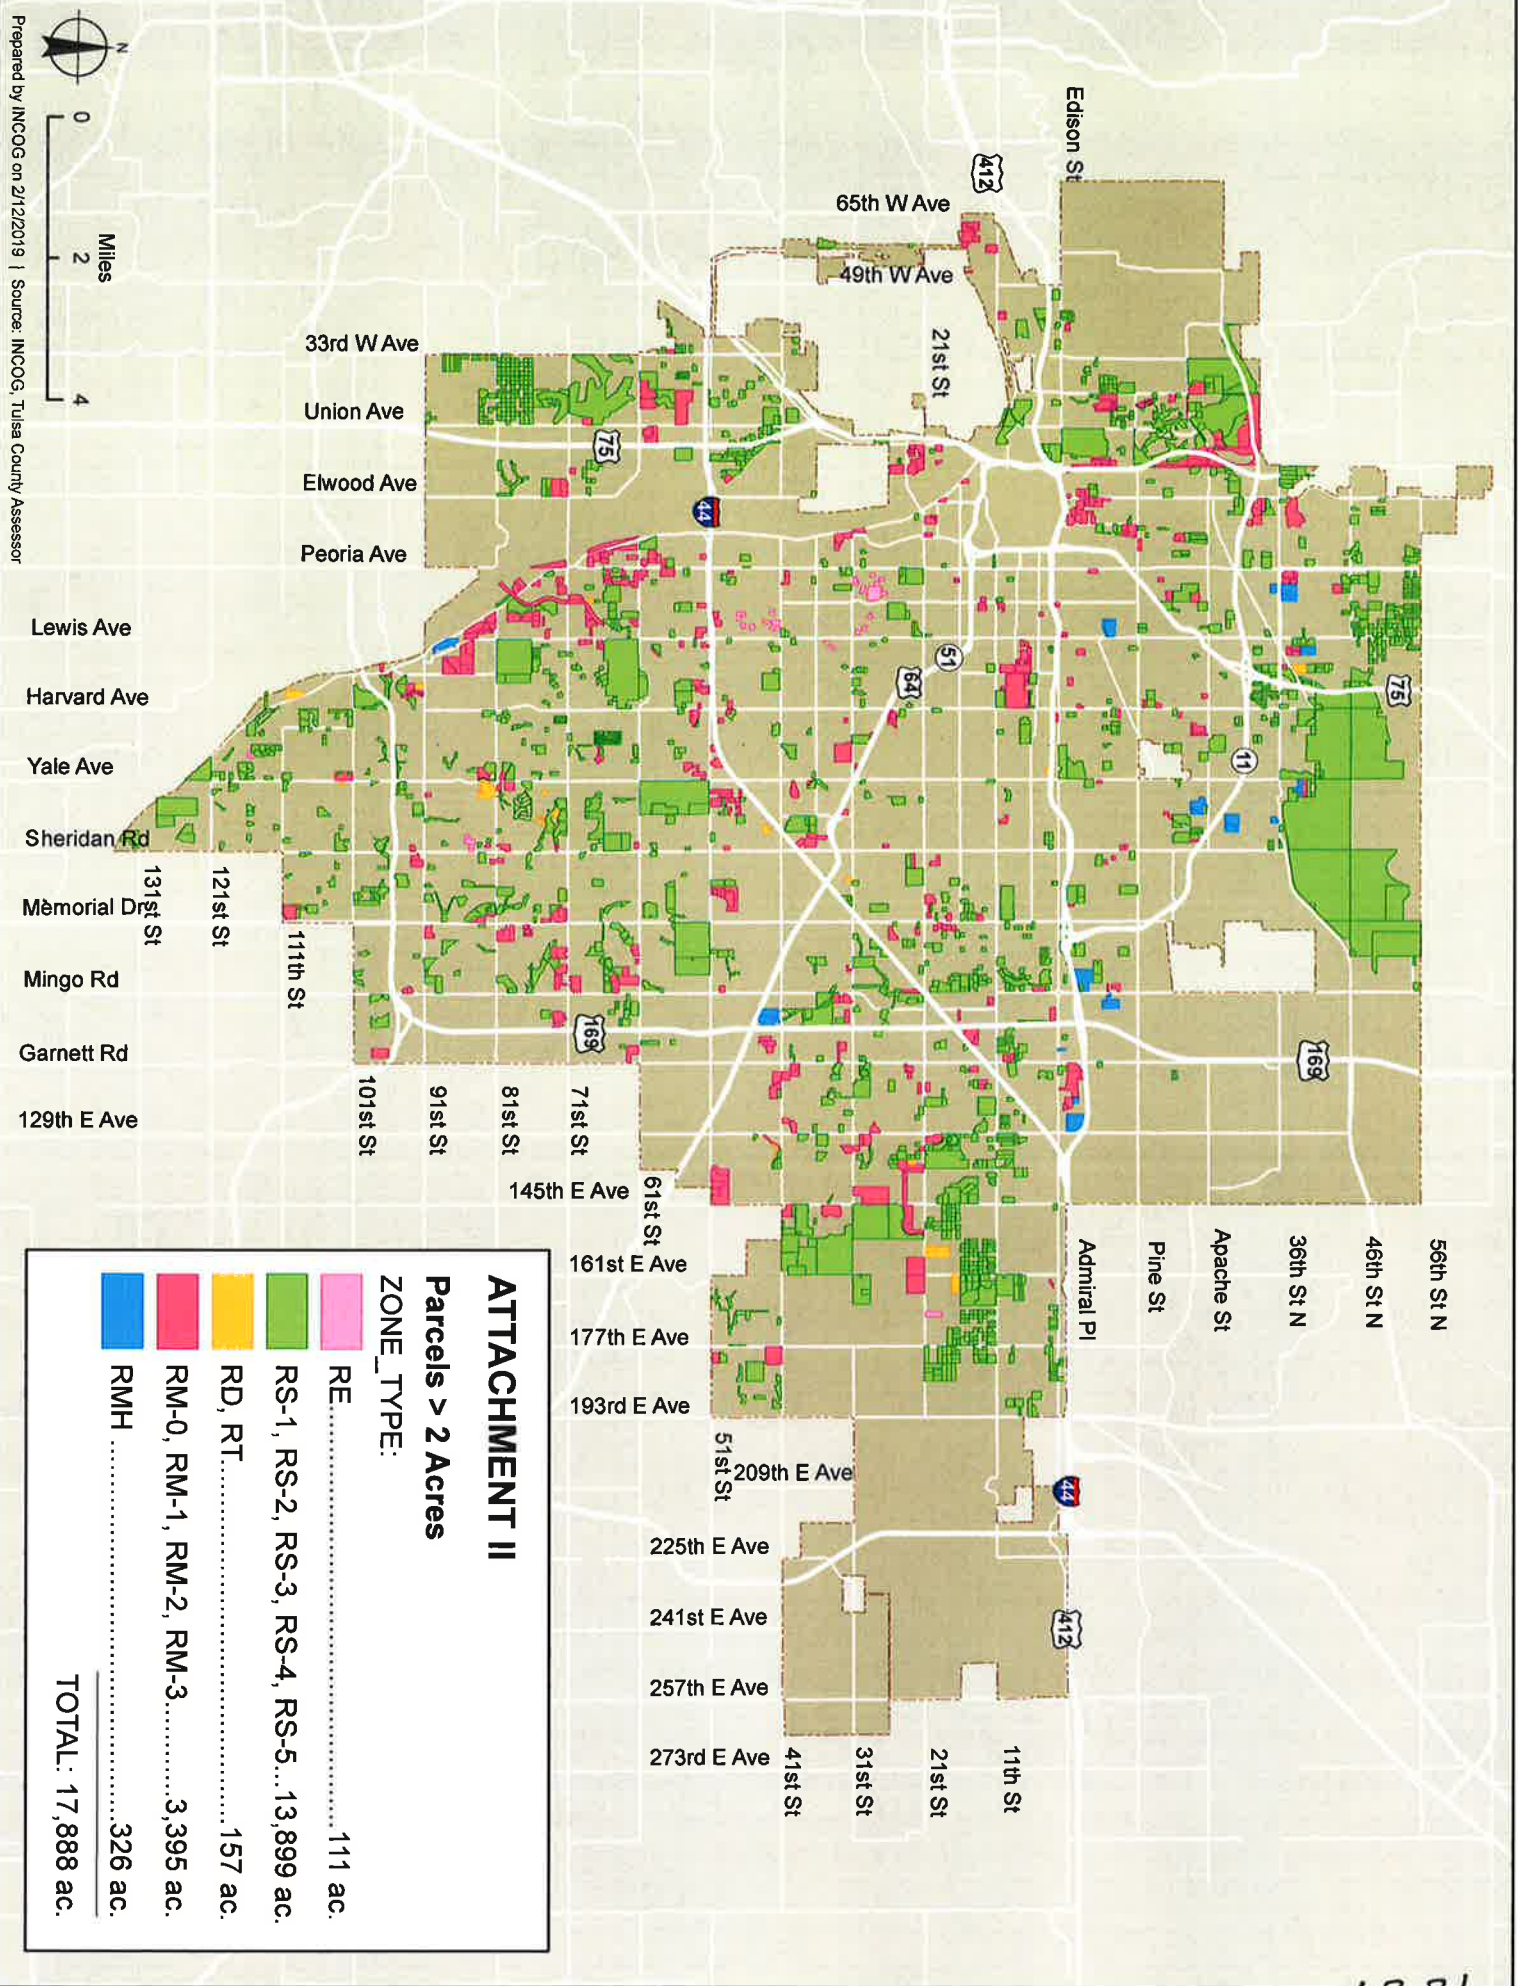 ATTACHMENT II
Parcels > 2 Acres
ZONE_TYPE:
RE..............................................111 ac.
RS-1, RS-2, RS-3, RS-4, RS-5...13,899 ac.
RD, RT........................................157 ac.
RM-0, RM-1, RM-2, RM-3..........3,395 ac.
RMH ..........................................326 ac.
TOTAL: 17,888 ac.
56th St N
46th St N
36th St N
Apache St
Pine St
Admiral Pl
11th St
21st St
31st St
41st St
51st St
61st St
71st St
81st St
91st St
101st St
111th St
121st St
131st St
Edison St
21st St
65th W Ave
49th W Ave
33rd W Ave
Union Ave
Elwood Ave
Peoria Ave
Lewis Ave
Harvard Ave
Yale Ave
Sheridan Rd
Memorial Dr
Mingo Rd
Garnett Rd
129th E Ave
145th E Ave
161st E Ave
177th E Ave
193rd E Ave
209th E Ave
225th E Ave
241st E Ave
257th E Ave
273rd E Ave
412
75
11
51
64
44
75
169
169
44
412
N
Miles
0 2 4
Prepared by INCOG on 2/12/2019 | Source: INCOG, Tulsa County Assessor